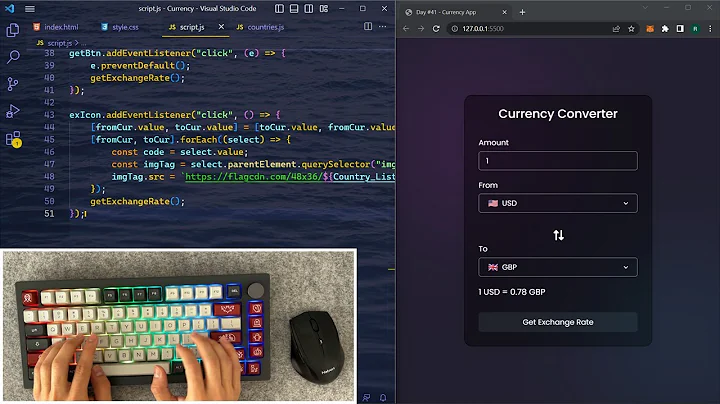 script.js - Currency - Visual Studio Code
index.html
style.css
script.js
countries.js
script.js
38 getBtn.addEventListener("click", (e) => {
39 e.preventDefault();
40 getExchangeRate();
41 });
42
43 exIcon.addEventListener("click", () => {
44 [fromCur.value, toCur.value] = [toCur.value, fromCur.va
45 [fromCur, toCur].forEach((select) => {
46 const code = select.value;
47 const imgTag = select.parentElement.querySelector("img
48 imgTag.src = `https://flagcdn.com/48x36/${Country_List
49 });
50 getExchangeRate();
51 });
Day #41 - Currency App
127.0.0.1:5500
Currency Converter
Amount
1
From
USD
To
GBP
1 USD = 0.78 GBP
Get Exchange Rate